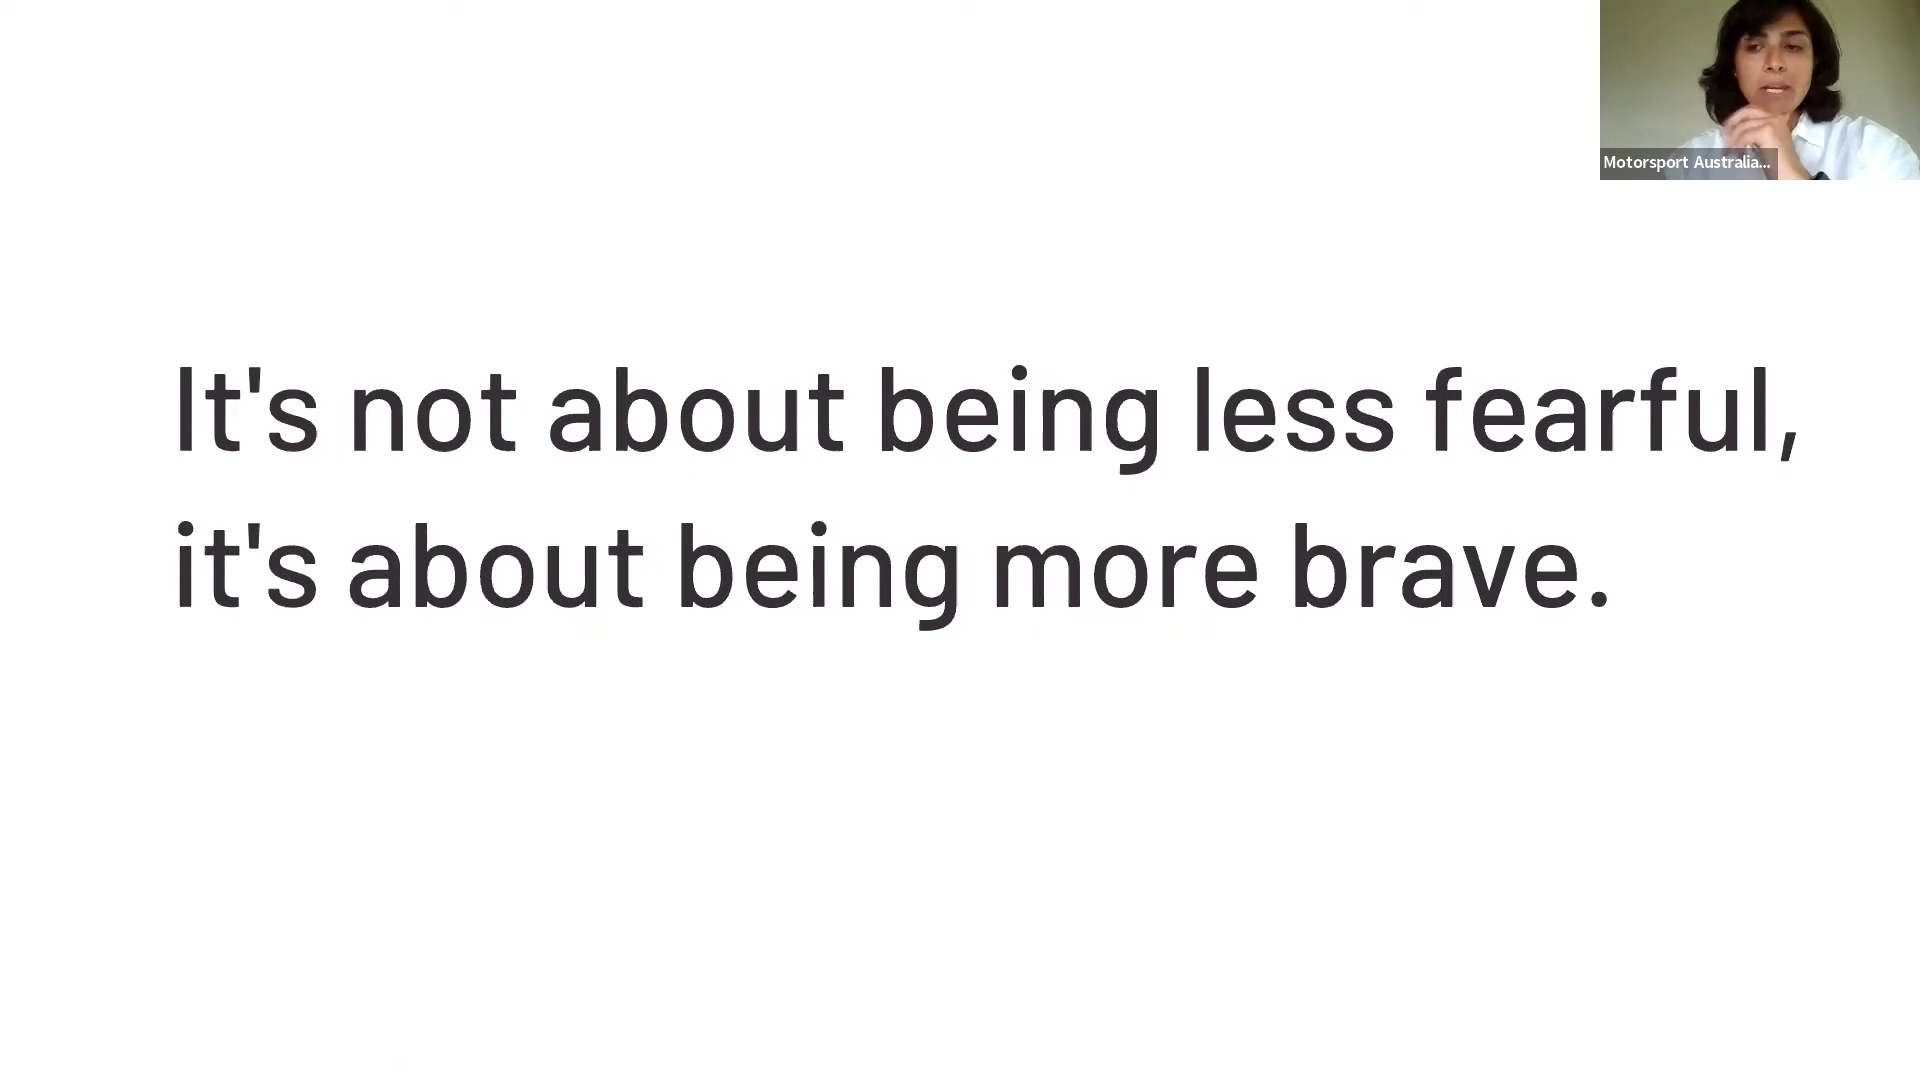 Motorsport Australia...
It's not about being less fearful,
it's about being more brave.